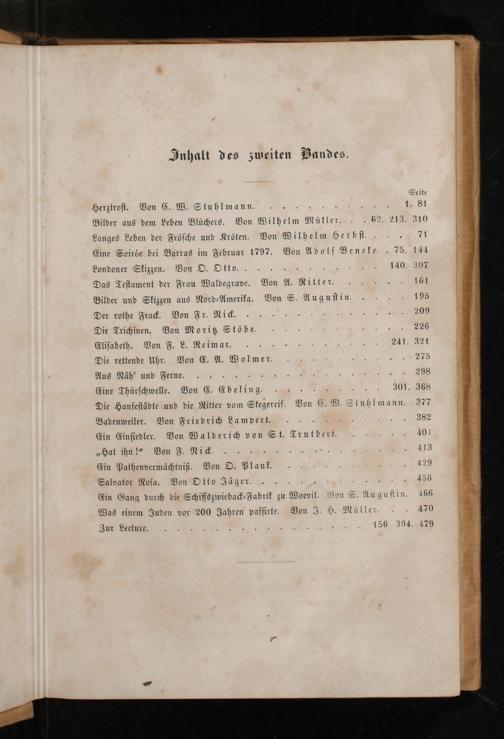 Inhalt des zweiten Bandes.
Seite
Herztrost. Von C. W. Stuhlmann. . . . . . . . . . . 1. 81
Bilder aus dem Leben Blüchers. Von Wilhelm Müller. . . 62. 213. 310
Langes Leben der Frösche und Kröten. Von Wilhelm Herbst . . . 71
Eine Soirée bei Barras im Februar 1797. Von Adolf Beneke. . 75. 144
Londoner Skizzen. Von O. Otto. . . . . . . . . . . 140. 307
Das Testament der Frau Waldegrave. Von A. Ritter. . . . . . 161
Bilder und Skizzen aus Nord-Amerika. Von S. Augustin. . . . . 195
Der rothe Frack. Von Fr. Nick. . . . . . . . . . . . 209
Die Trichinen. Von Moritz Stöbe. . . . . . . . . . . 226
Elisabeth. Von F. L. Reimar. . . . . . . . . . . 241. 321
Die rettende Uhr. Von E. A. Wolmer. . . . . . . . . . 275
Aus Näh' und Ferne. . . . . . . . . . . . . . . 298
Eine Thürschwelle. Von E. Ebeling. . . . . . . . . . 301. 368
Die Hansestädte und die Ritter vom Stegereif. Von C. W. Stuhlmann. 377
Badenweiler. Von Friedrich Lampert. . . . . . . . . . 382
Ein Einsiedler. Von Walderich von St. Trutbert. . . . . . . 401
„Hat ihn!“ Von F. Nick. . . . . . . . . . . . . . 413
Ein Pathenvermächtniß. Von O. Plank. . . . . . . . . . 429
Salvator Rosa. Von Otto Jäger. . . . . . . . . . . . 456
Ein Gang durch die Schiffszwieback-Fabrik zu Woevil. Von S. Augustin. 466
Was einem Juden vor 200 Jahren passirte. Von J. H. Müller. . . 470
Zur Lecture. . . . . . . . . . . . . . . 156. 394. 479